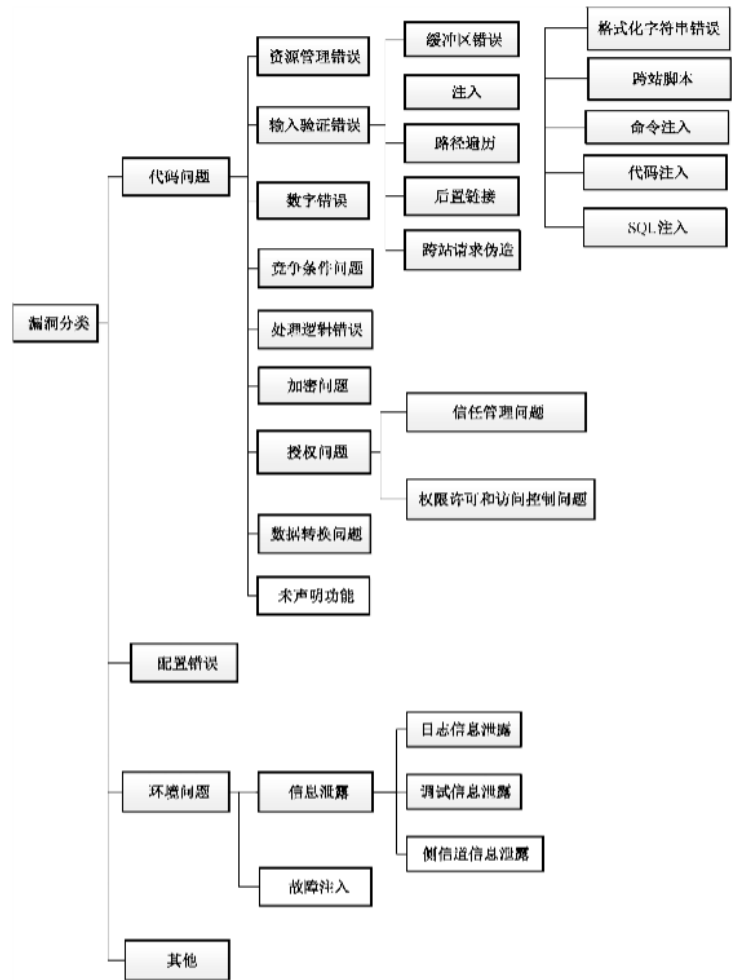 漏洞分类
代码问题
资源管理错误
输入验证错误
缓冲区错误
注入
格式化字符串错误
跨站脚本
命令注入
代码注入
SQL注入
路径遍历
后置链接
跨站请求伪造
数字错误
竞争条件问题
处理逻辑错误
加密问题
授权问题
信任管理问题
权限许可和访问控制问题
数据转换问题
未声明功能
配置错误
环境问题
信息泄露
日志信息泄露
调试信息泄露
侧信道信息泄露
故障注入
其他